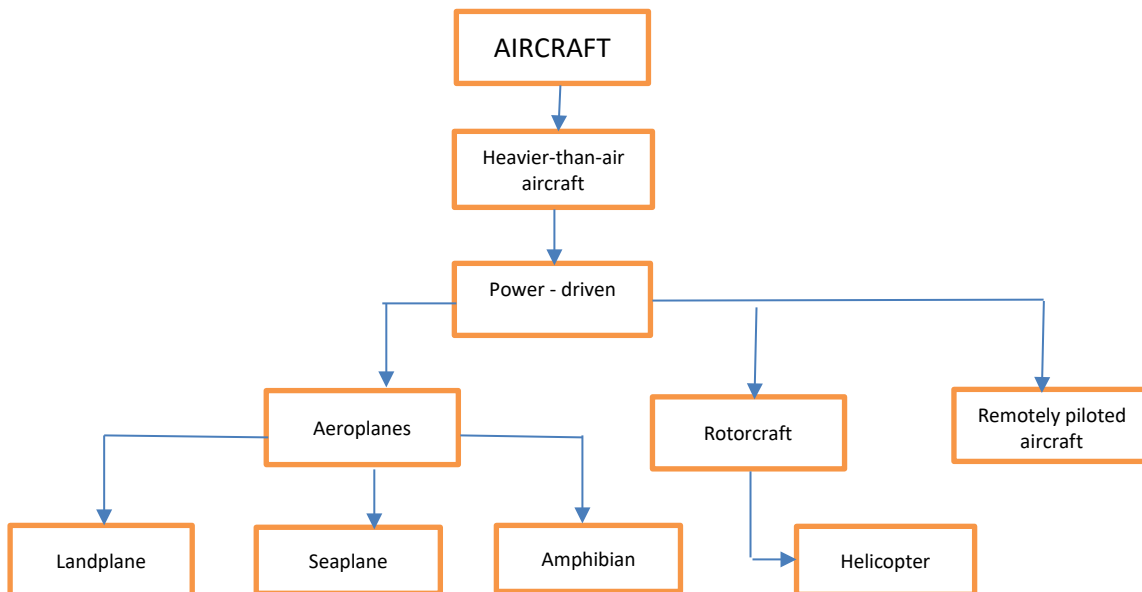 AIRCRAFT
Heavier-than-air
aircraft
Power - driven
Aeroplanes
Rotorcraft
Remotely piloted
aircraft
Landplane
Seaplane
Amphibian
Helicopter